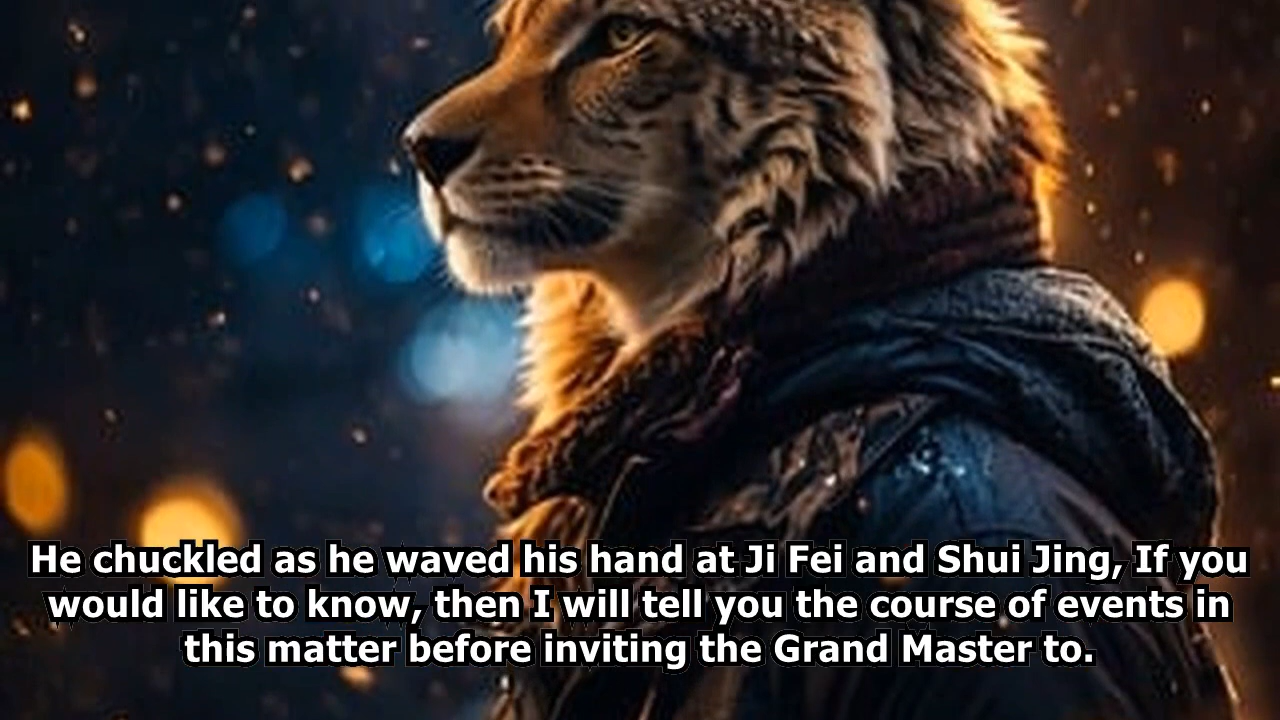 He chuckled as he waved his hand at Ji Fei and Shui Jing, If you
would like to know, then I will tell you the course of events in
this matter before inviting the Grand Master to.